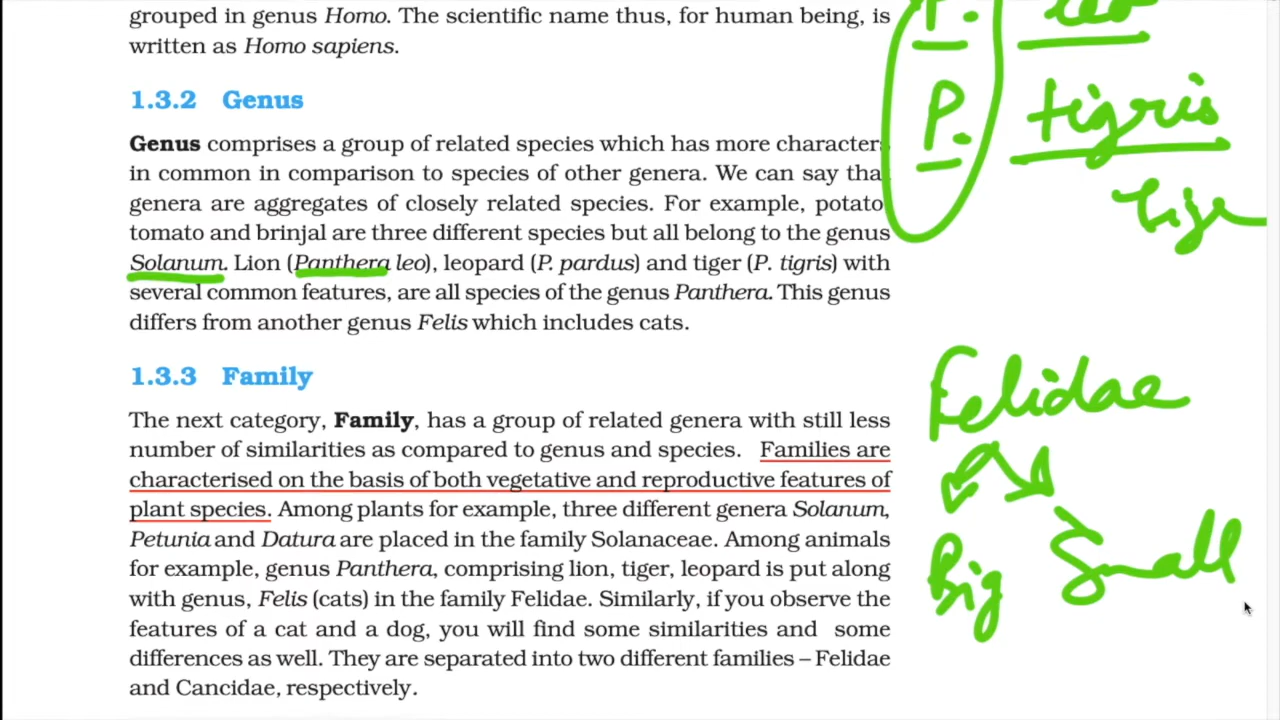 grouped in genus Homo. The scientific name thus, for human being, is
written as Homo sapiens.
P. leo
P. tigris
tiger
1.3.2 Genus
Genus comprises a group of related species which has more character
in common in comparison to species of other genera. We can say tha
genera are aggregates of closely related species. For example, potato
tomato and brinjal are three different species but all belong to the genus
Solanum. Lion (Panthera leo), leopard (P. pardus) and tiger (P. tigris) with
several common features, are all species of the genus Panthera. This genus
differs from another genus Felis which includes cats.
1.3.3 Family
The next category, Family, has a group of related genera with still less
number of similarities as compared to genus and species. Families are
characterised on the basis of both vegetative and reproductive features of
plant species. Among plants for example, three different genera Solanum,
Petunia and Datura are placed in the family Solanaceae. Among animals
for example, genus Panthera, comprising lion, tiger, leopard is put along
with genus, Felis (cats) in the family Felidae. Similarly, if you observe the
features of a cat and a dog, you will find some similarities and some
differences as well. They are separated into two different families – Felidae
and Cancidae, respectively.
Felidae
Big Small